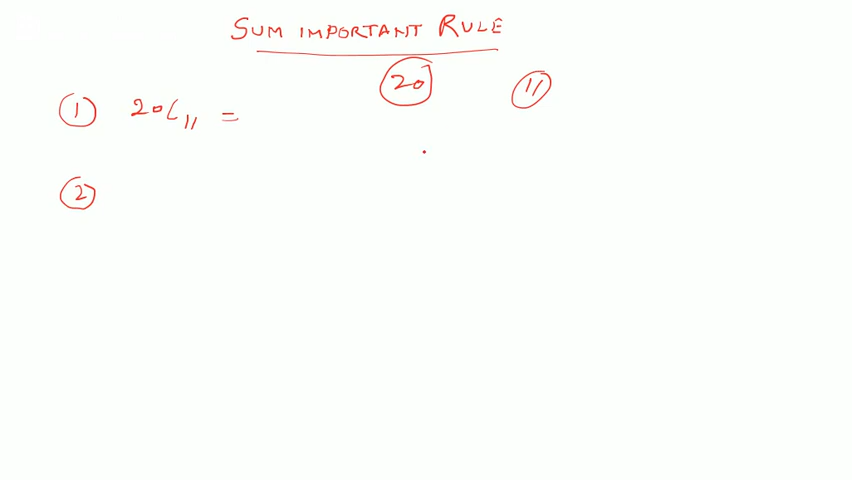 SUM IMPORTANT RULE
20 11
1 20C11 =
2